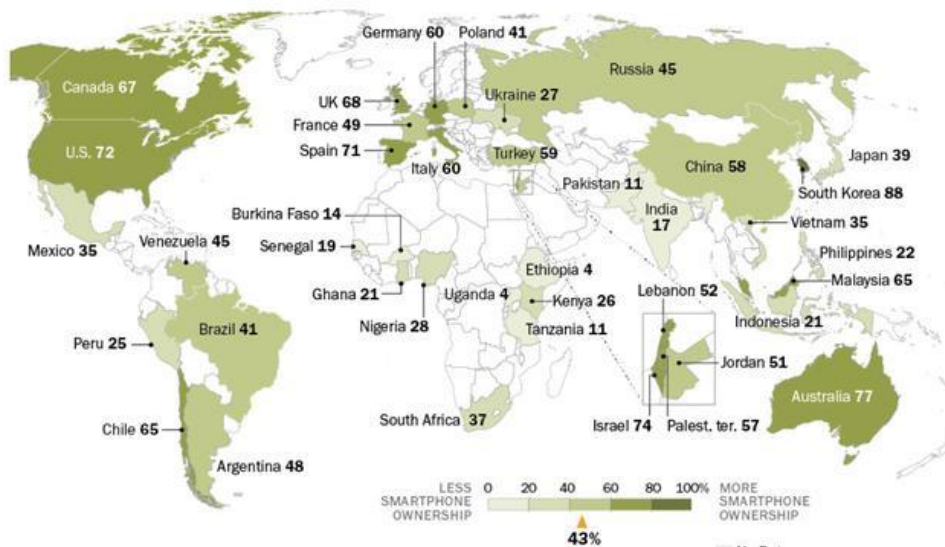 Germany 60
Poland 41
Canada 67
Russia 45
UK 68
Ukraine 27
France 49
U.S. 72
Spain 71
Turkey 59
Italy 60
China 58
Japan 39
Pakistan 11
South Korea 88
India
17
Burkina Faso 14
Vietnam 35
Venezuela 45
Senegal 19
Mexico 35
Philippines 22
Ethiopia 4
Malaysia 65
Lebanon 52
Ghana 21
Uganda 4
Kenya 26
Indonesia 21
Nigeria 28
Tanzania 11
Brazil 41
Peru 25
Jordan 51
Australia 77
South Africa 37
Israel 74
Palest. ter. 57
Chile 65
Argentina 48
LESS
SMARTPHONE
OWNERSHIP
0 20 40 60 80 100%
MORE
SMARTPHONE
OWNERSHIP
43%